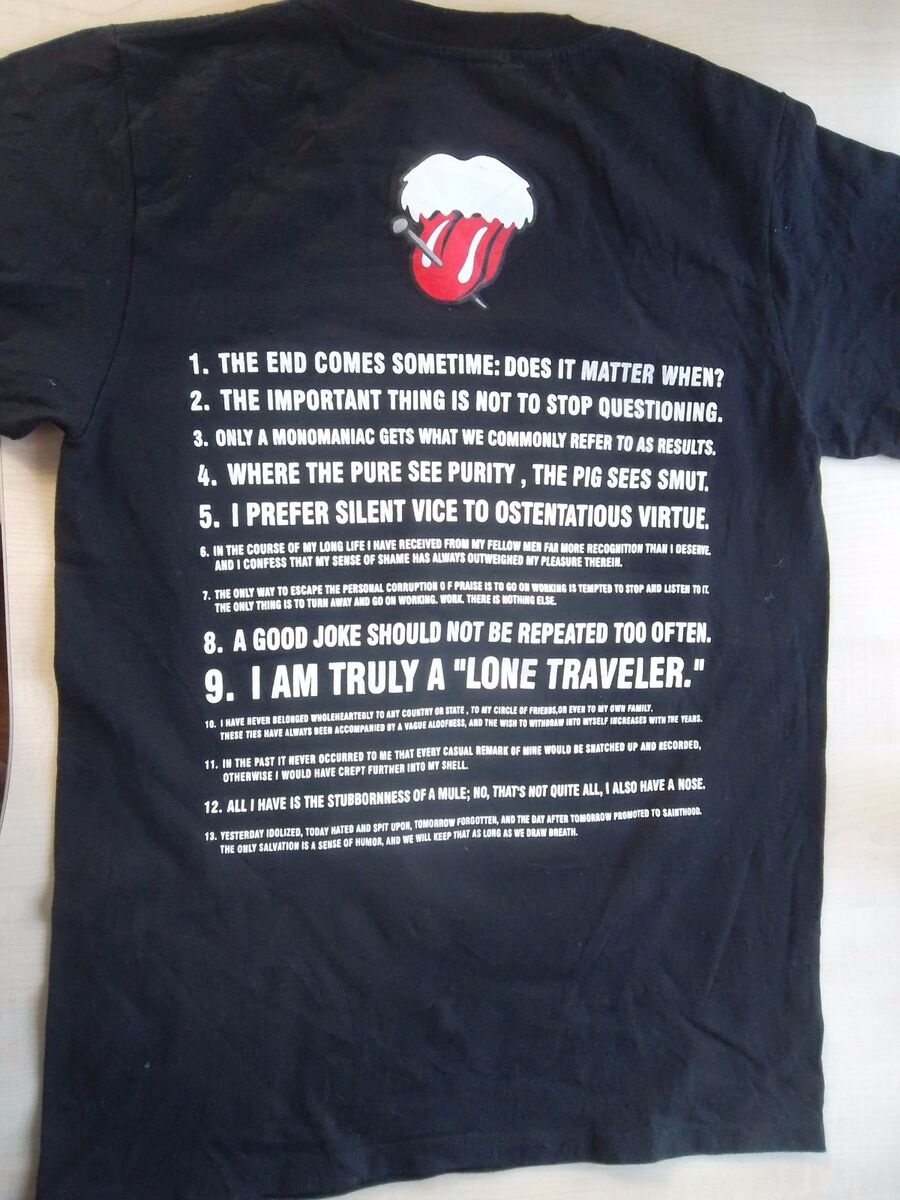 1. THE END COMES SOMETIME: DOES IT MATTER WHEN?
2. THE IMPORTANT THING IS NOT TO STOP QUESTIONING.
3. ONLY A MONOMANIAC GETS WHAT WE COMMONLY REFER TO AS RESULTS.
4. WHERE THE PURE SEE PURITY , THE PIG SEES SMUT.
5. I PREFER SILENT VICE TO OSTENTATIOUS VIRTUE.
6. IN THE COURSE OF MY LONG LIFE I HAVE RECEIVED FROM MY FELLOW MEN FAR MORE RECOGNITION THAN I DESERVE,
AND I CONFESS THAT MY SENSE OF SHAME HAS ALWAYS OUTWEIGHED MY PLEASURE THEREIN.
7. THE ONLY WAY TO ESCAPE THE PERSONAL CORRUPTION O F PRAISE IS TO GO ON WORKING IS TEMPTED TO STOP AND LISTEN TO IT.
THE ONLY THING IS TO TURN AWAY AND GO ON WORKING. WORK. THERE IS NOTHING ELSE.
8. A GOOD JOKE SHOULD NOT BE REPEATED TOO OFTEN.
9. I AM TRULY A "LONE TRAVELER."
10. I HAVE NEVER BELONGED WHOLEHEARTEDLY TO ANY COUNTRY OR STATE , TO MY CIRCLE OF FRIENDS,OR EVEN TO MY OWN FAMILY.
THESE TIES HAVE ALWAYS BEEN ACCOMPANIED BY A VAGUE ALOOFNESS, AND THE WISH TO WITHDRAW INTO MYSELF INCREASES WITH THE YEARS.
11. IN THE PAST IT NEVER OCCURRED TO ME THAT EVERY CASUAL REMARK OF MINE WOULD BE SNATCHED UP AND RECORDED,
OTHERWISE I WOULD HAVE CREPT FURTHER INTO MY SHELL.
12. ALL I HAVE IS THE STUBBORNNESS OF A MULE; NO, THAT'S NOT QUITE ALL, I ALSO HAVE A NOSE.
13. YESTERDAY IDOLIZED, TODAY HATED AND SPIT UPON, TOMORROW FORGOTTEN, AND THE DAY AFTER TOMORROW PROMOTED TO SAINTHOOD.
THE ONLY SALVATION IS A SENSE OF HUMOR, AND WE WILL KEEP THAT AS LONG AS WE DRAW BREATH.